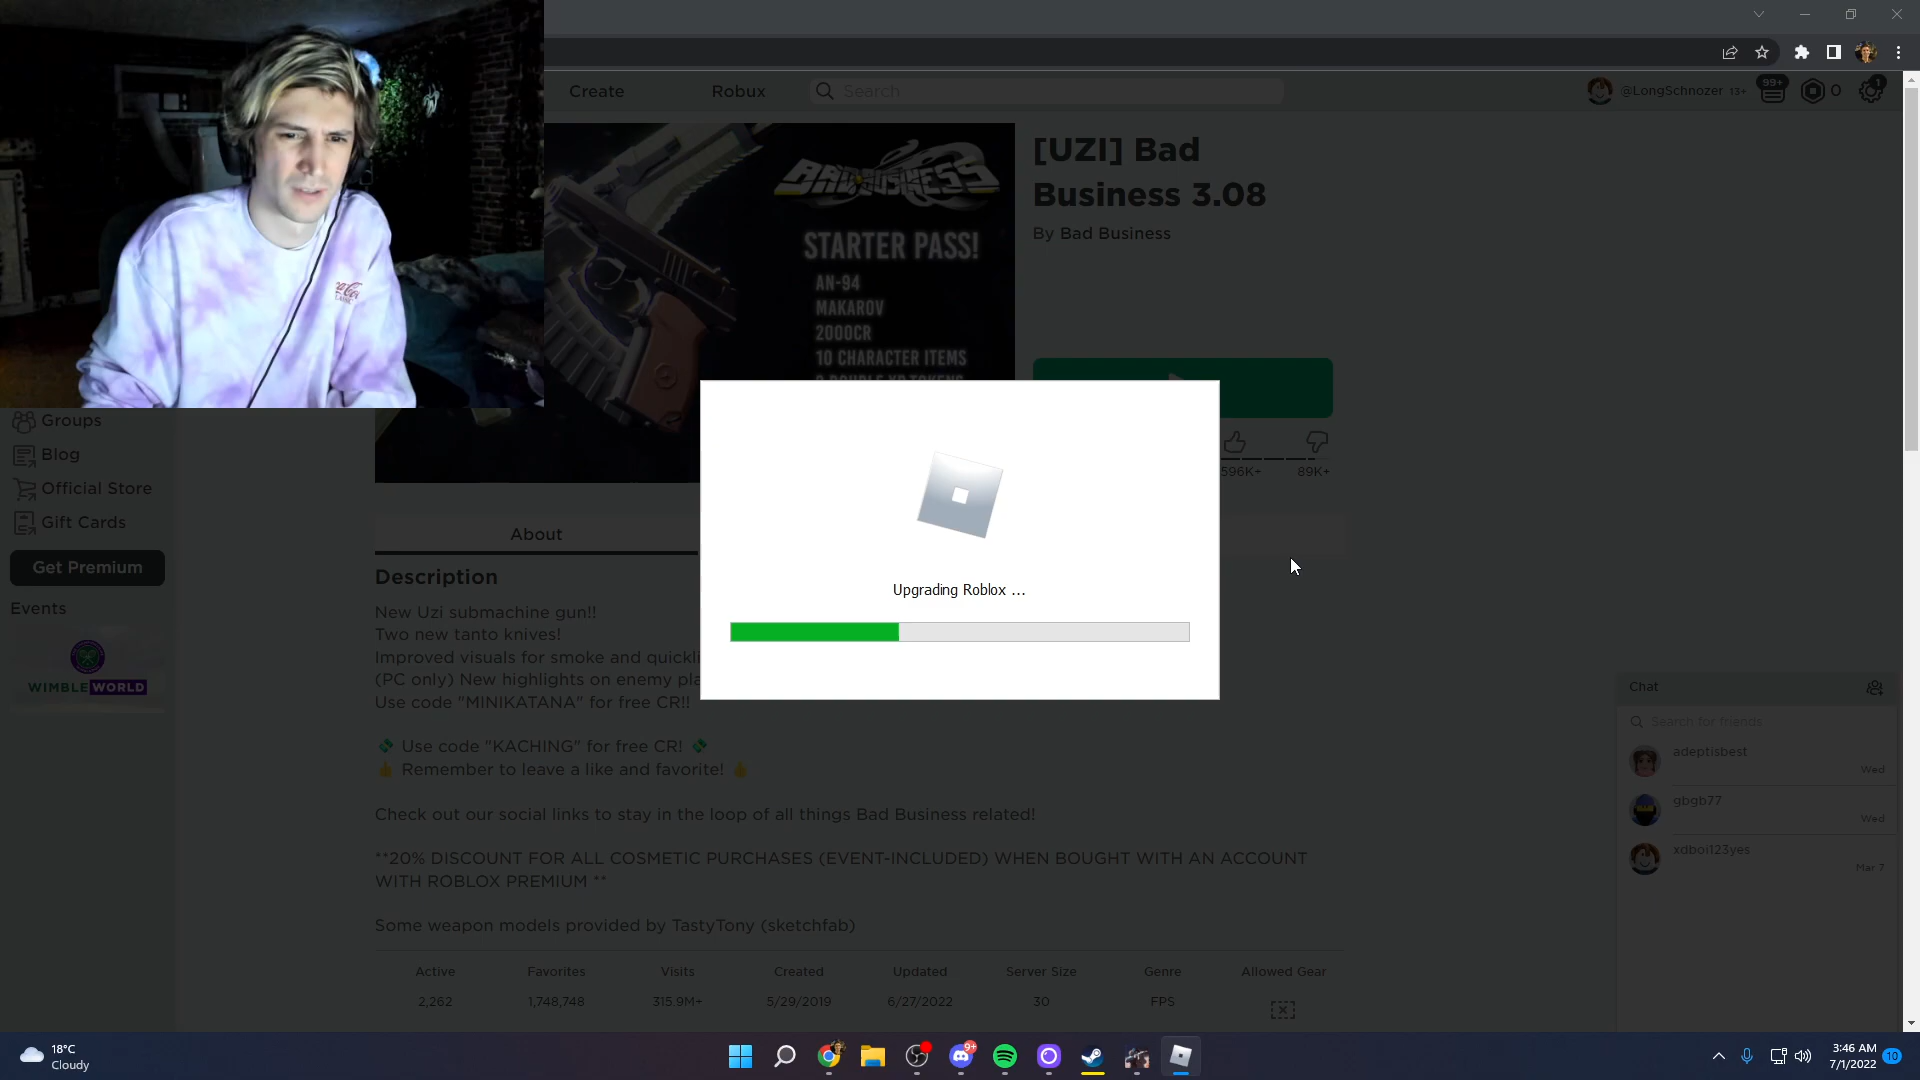 Create
Robux
Search
@LongSchnozer 13+
99+
0
1
BAD BUSINESS
STARTER PASS!
AN-94
MAKAROV
2000CR
10 CHARACTER ITEMS
[UZI] Bad
Business 3.08
By Bad Business
596K+
89K+
Groups
Blog
Official Store
Gift Cards
Get Premium
Events
WIMBLEWORLD
Upgrading Roblox ...
About
Description
New Uzi submachine gun!!
Two new tanto knives!
Improved visuals for smoke and
(PC only) New highlights on enemy
Use code "MINIKATANA" for free CR!!
Use code "KACHING" for free CR!
Remember to leave a like and favorite!
Check out our social links to stay in the loop of all things Bad Business related!
**20% DISCOUNT FOR ALL COSMETIC PURCHASES (EVENT-INCLUDED) WHEN BOUGHT WITH AN ACCOUNT
WITH ROBLOX PREMIUM **
Some weapon models provided by TastyTony (sketchfab)
Active Favorites Visits Created Updated Server Size Genre Allowed Gear
2,262 1,748,748 315.9M+ 5/29/2019 6/27/2022 30 FPS
Chat
Search for friends
adeptisbest
Wed
gbgb77
Wed
xdboi123yes
Mar 7
18°C
Cloudy
9+
3:46 AM
7/1/2022
10